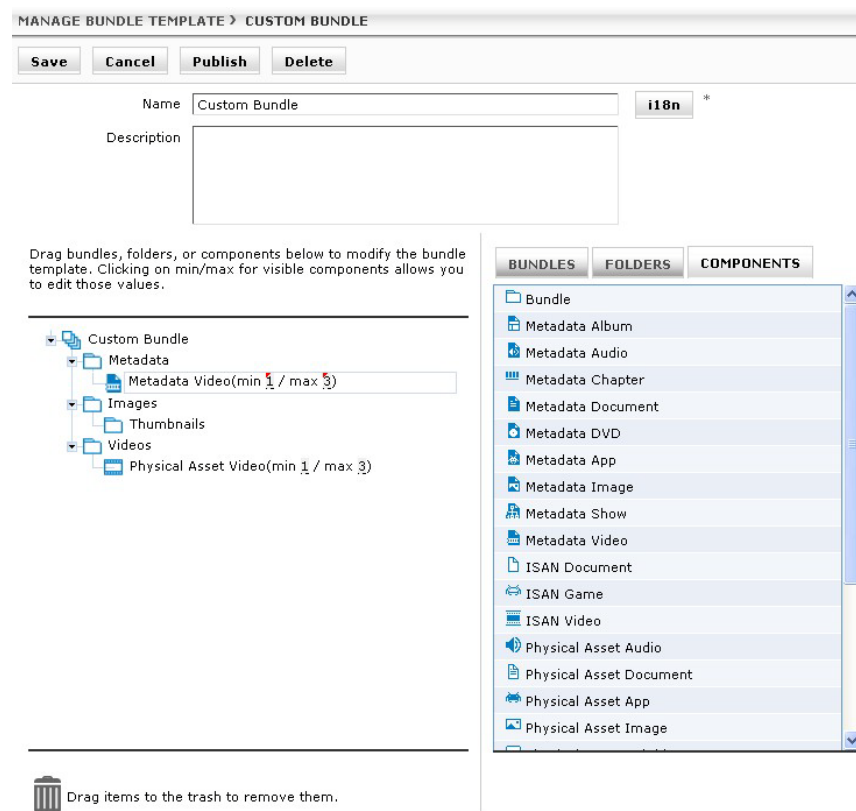 MANAGE BUNDLE TEMPLATE > CUSTOM BUNDLE
Save Cancel Publish Delete
Name Custom Bundle i18n *
Description
Drag bundles, folders, or components below to modify the bundle
template. Clicking on min/max for visible components allows you
to edit those values.
Custom Bundle
Metadata
Metadata Video(min 1 / max 3)
Images
Thumbnails
Videos
Physical Asset Video(min 1 / max 3)
BUNDLES FOLDERS COMPONENTS
Bundle
Metadata Album
Metadata Audio
Metadata Chapter
Metadata Document
Metadata DVD
Metadata App
Metadata Image
Metadata Show
Metadata Video
ISAN Document
ISAN Game
ISAN Video
Physical Asset Audio
Physical Asset Document
Physical Asset App
Physical Asset Image
Drag items to the trash to remove them.